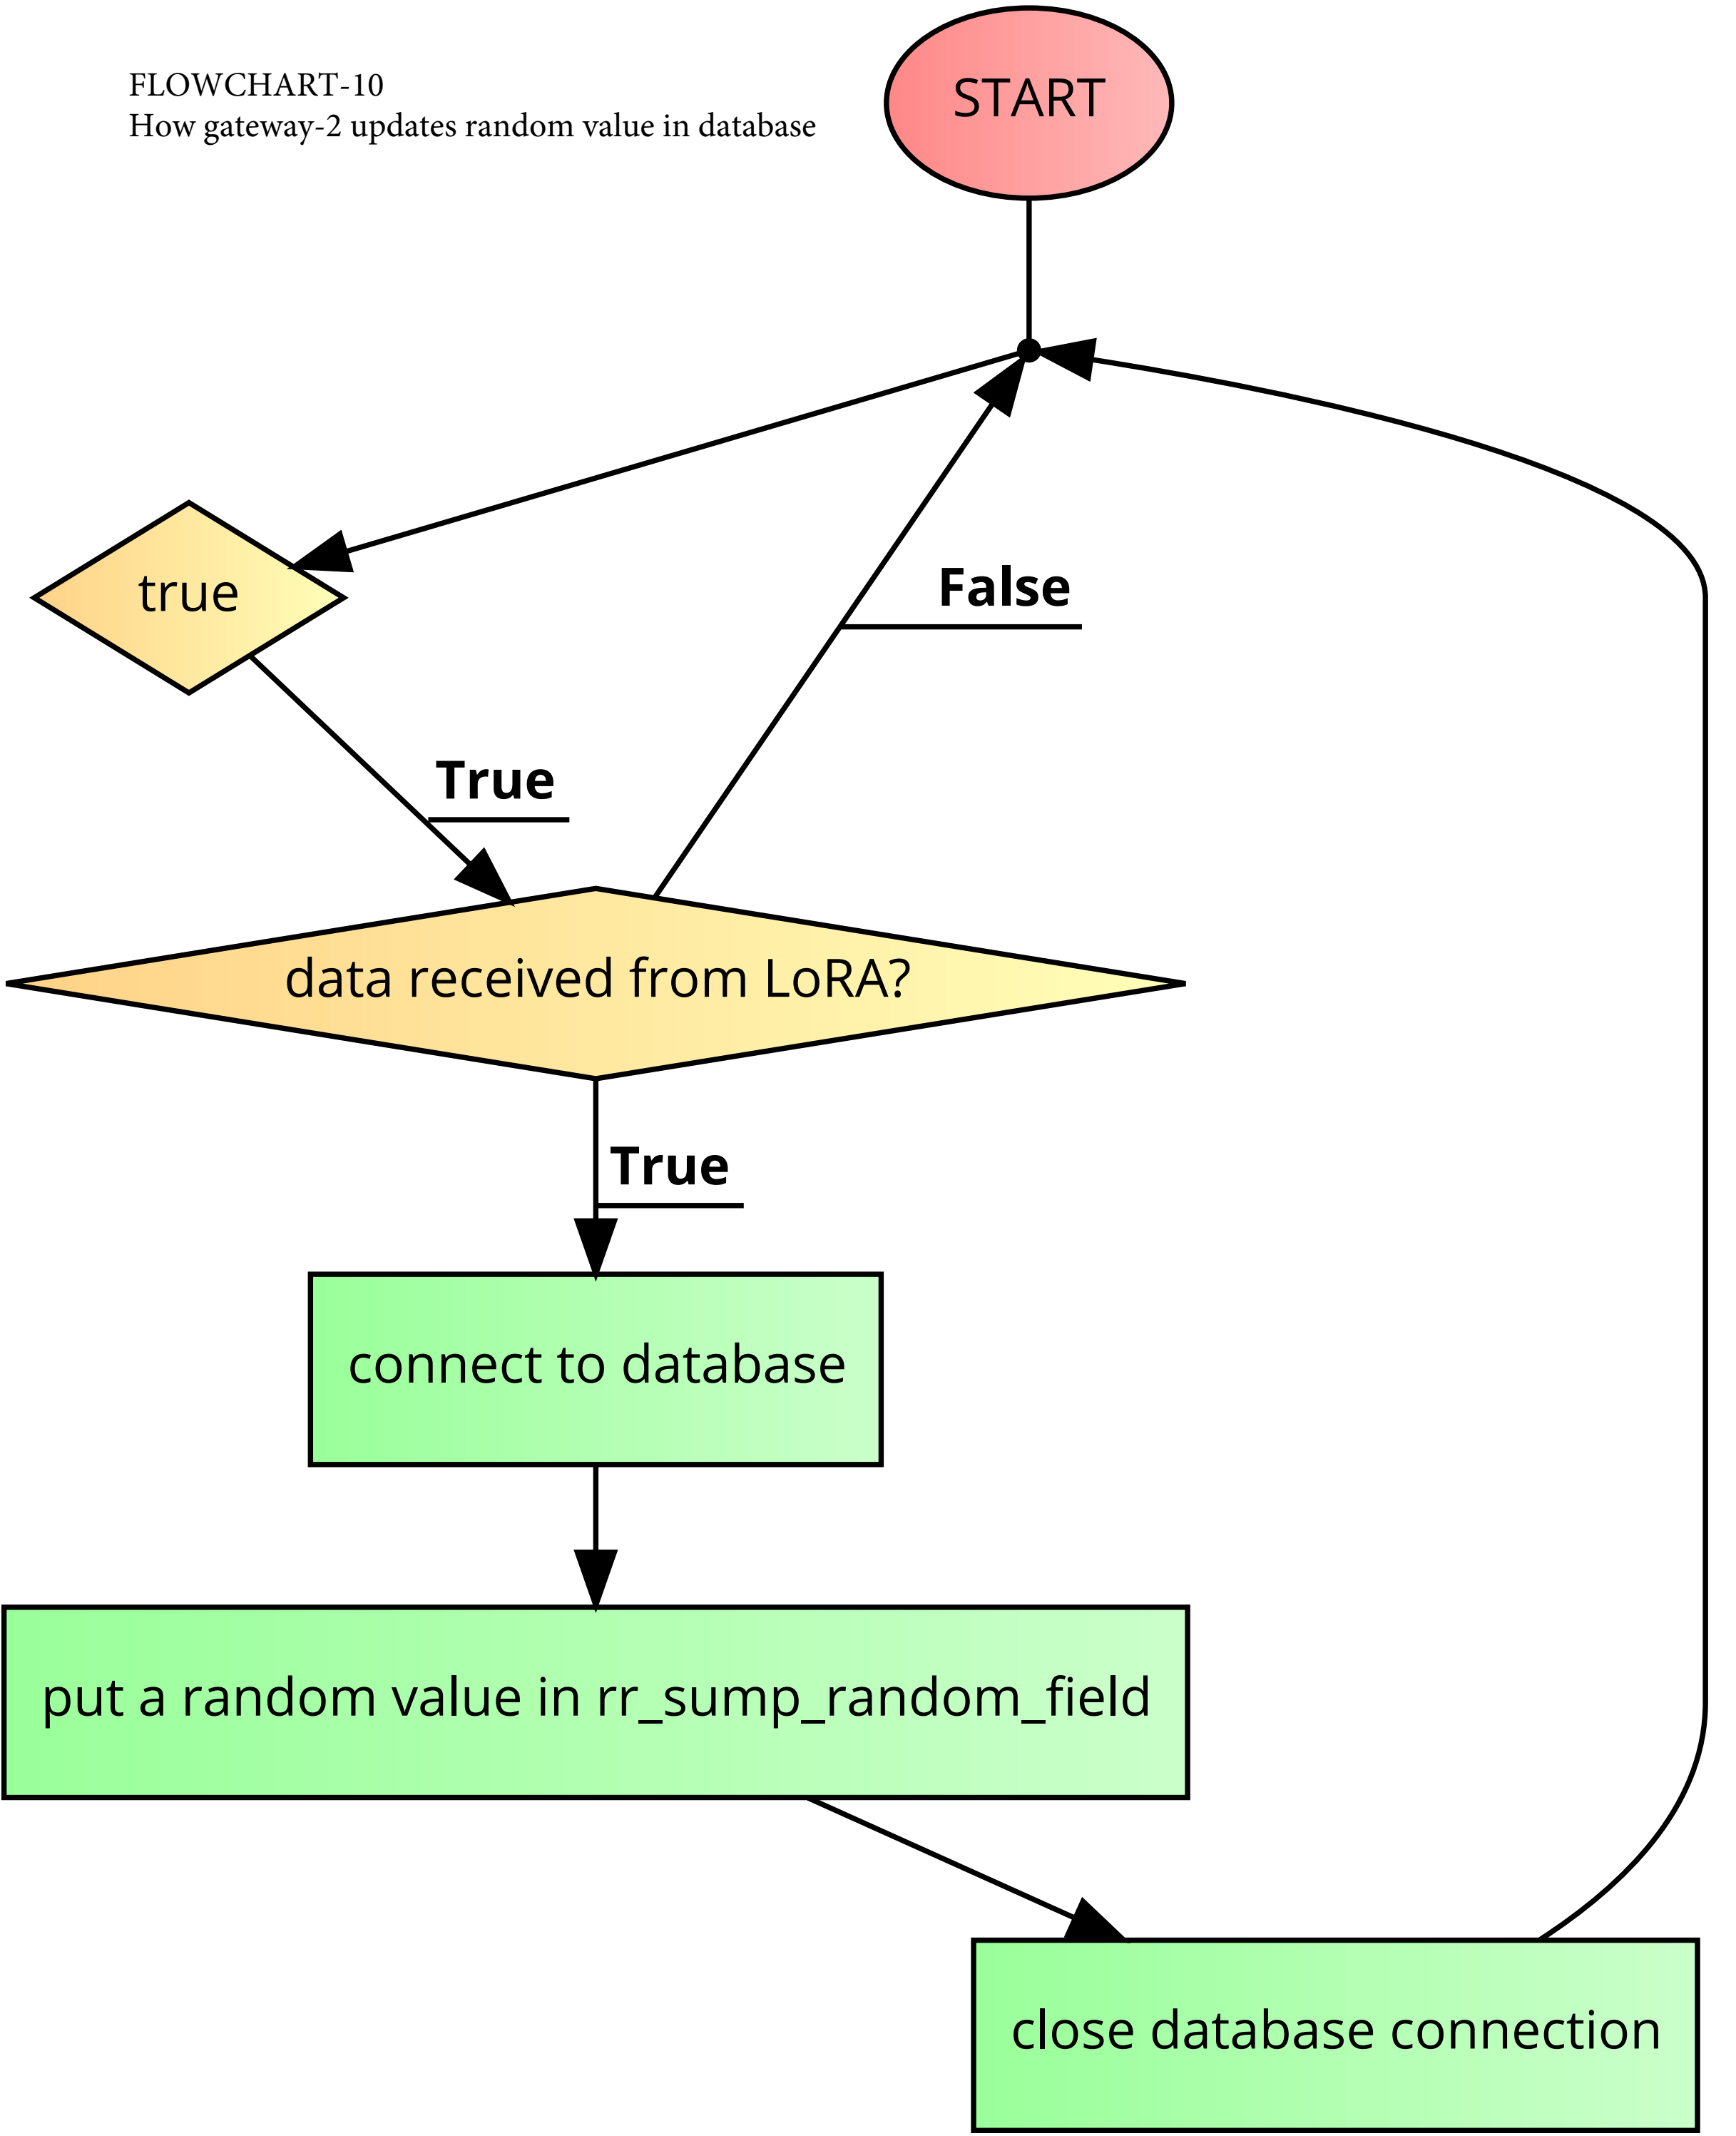 FLOWCHART-10
How gateway-2 updates random value in database
START
true
False
True
data received from LoRA?
True
connect to database
put a random value in rr_sump_random_field
close database connection